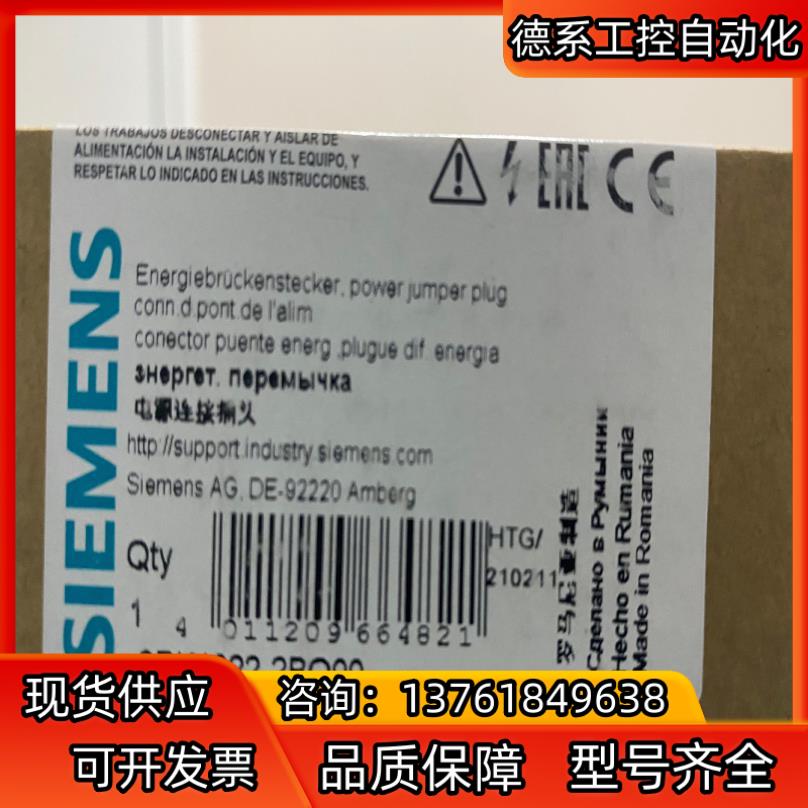 德系工控自动化
LOS TRABAJOS DESCONECTAR Y AISLAR DE
ALIMENTACIÓN LA INSTALACIÓN Y EL EQUIPO, Y
RESPETAR LO INDICADO EN LAS INSTRUCCIONES.
EAC CE
SIEMENS
Energiebrückenstecker, power jumper plug
conn.d.pont.de l'alim
conector puente energ.,plugue dif. energia
энергет. перемычка
电源连接插头
http://support.industry.siemens.com
Siemens AG, DE-92220 Amberg
Qty
1
HTG/
210211
4 011209 664821
罗马尼亚制造
Сделано в Румынии
Hecho en Rumania
Made in Romania
现货供应
咨询：13761849638
可开发票
品质保障
型号齐全